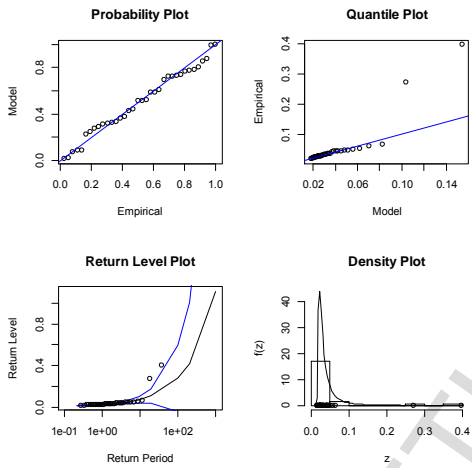 Probability Plot
Model
0.0 0.4 0.8
0.0 0.2 0.4 0.6 0.8 1.0
Empirical
Quantile Plot
Empirical
0.1 0.2 0.3 0.4
0.02 0.06 0.10 0.14
Model
Return Level Plot
Return Level
0.0 0.4 0.8
1e-01 1e+00 1e+02
Return Period
Density Plot
f(z)
0 10 20 30 40
0.0 0.1 0.2 0.3 0.4
z